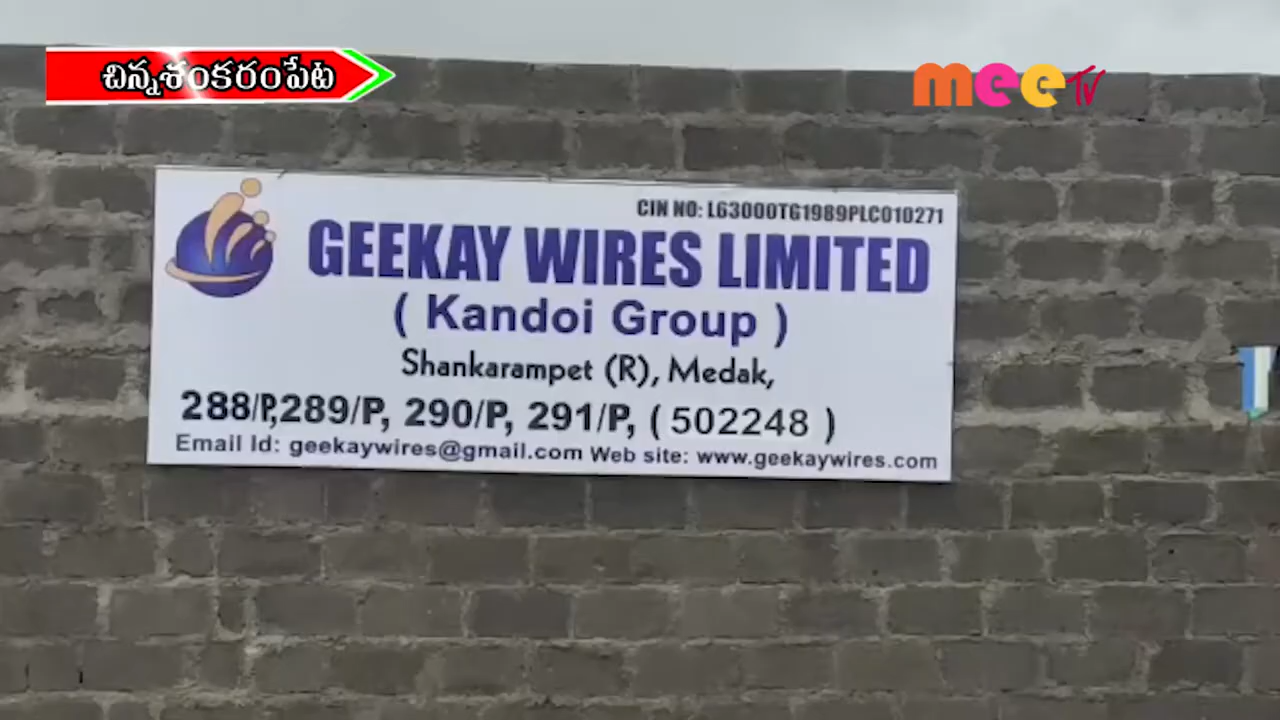 చిన్నశంకరంపేట
mee TV
CIN NO: L63000TG1989PLC010271
GEEKAY WIRES LIMITED
( Kandoi Group )
Shankarampet (R), Medak,
288/P,289/P, 290/P, 291/P, ( 502248 )
Email Id: geekaywires@gmail.com Web site: www.geekaywires.com